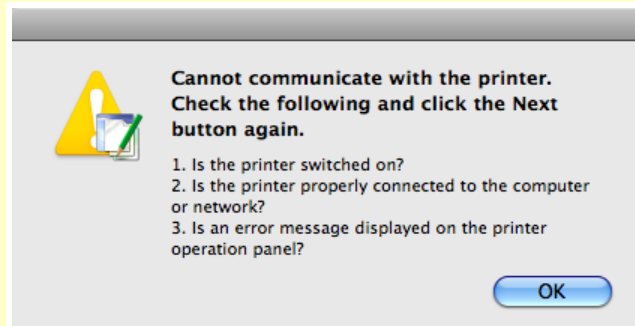 Cannot communicate with the printer.
Check the following and click the Next
button again.
1. Is the printer switched on?
2. Is the printer properly connected to the computer
or network?
3. Is an error message displayed on the printer
operation panel?
OK